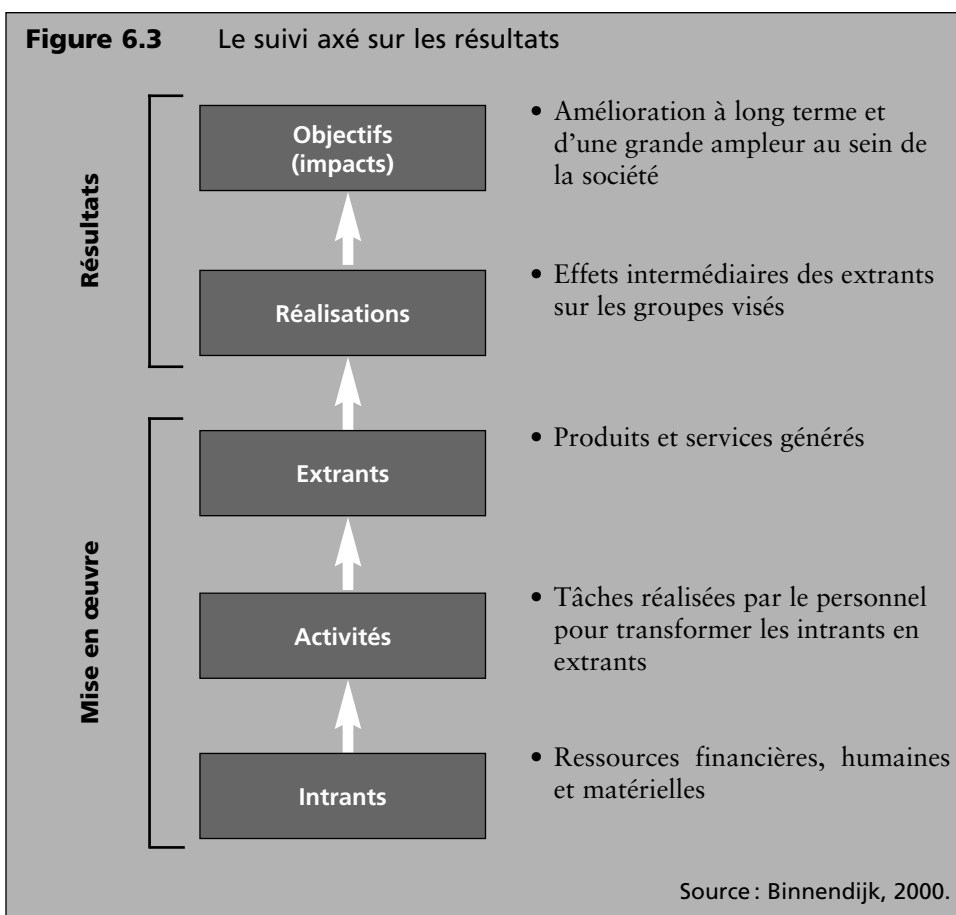 Figure 6.3 Le suivi axé sur les résultats
Résultats
Objectifs
(impacts)
• Amélioration à long terme et
d'une grande ampleur au sein de
la société
Réalisations
• Effets intermédiaires des extrants
sur les groupes visés
Mise en œuvre
Extrants
• Produits et services générés
Activités
• Tâches réalisées par le personnel
pour transformer les intrants en
extrants
Intrants
• Ressources financières, humaines
et matérielles
Source : Binnendijk, 2000.